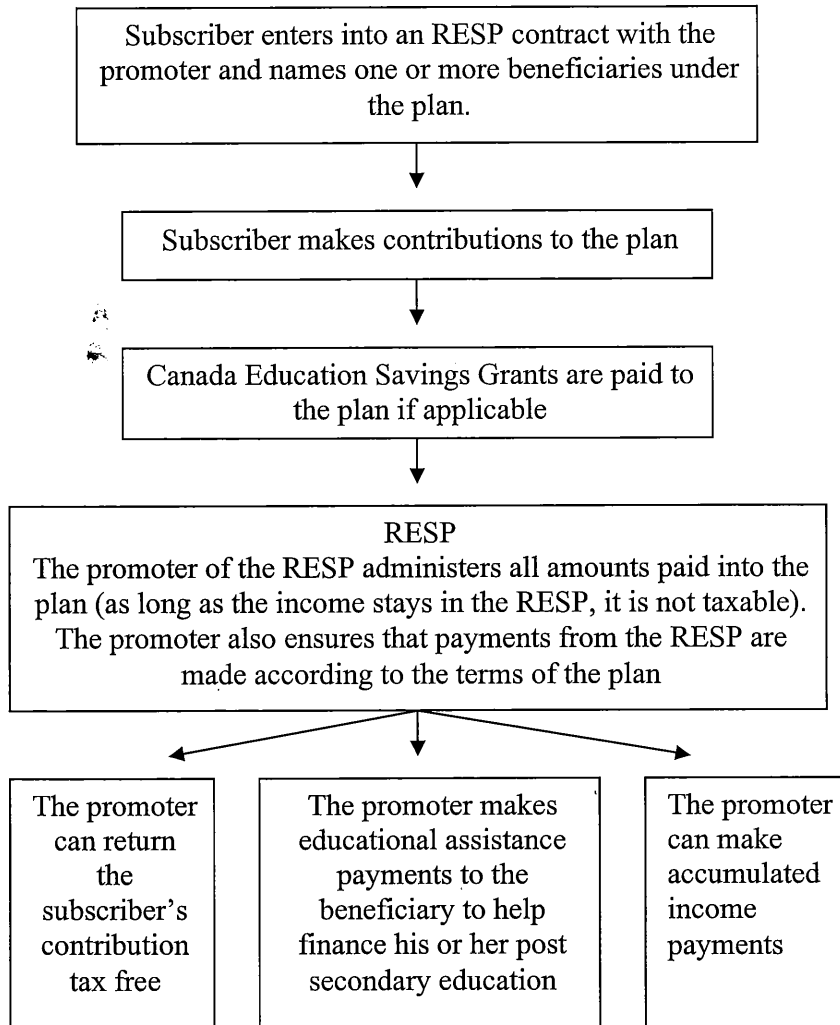 Subscriber enters into an RESP contract with the
promoter and names one or more beneficiaries under
the plan.
Subscriber makes contributions to the plan
Canada Education Savings Grants are paid to
the plan if applicable
RESP
The promoter of the RESP administers all amounts paid into the
plan (as long as the income stays in the RESP, it is not taxable).
The promoter also ensures that payments from the RESP are
made according to the terms of the plan
The promoter
can return
the
subscriber's
contribution
tax free
The promoter makes
educational assistance
payments to the
beneficiary to help
finance his or her post
secondary education
The promoter
can make
accumulated
income
payments